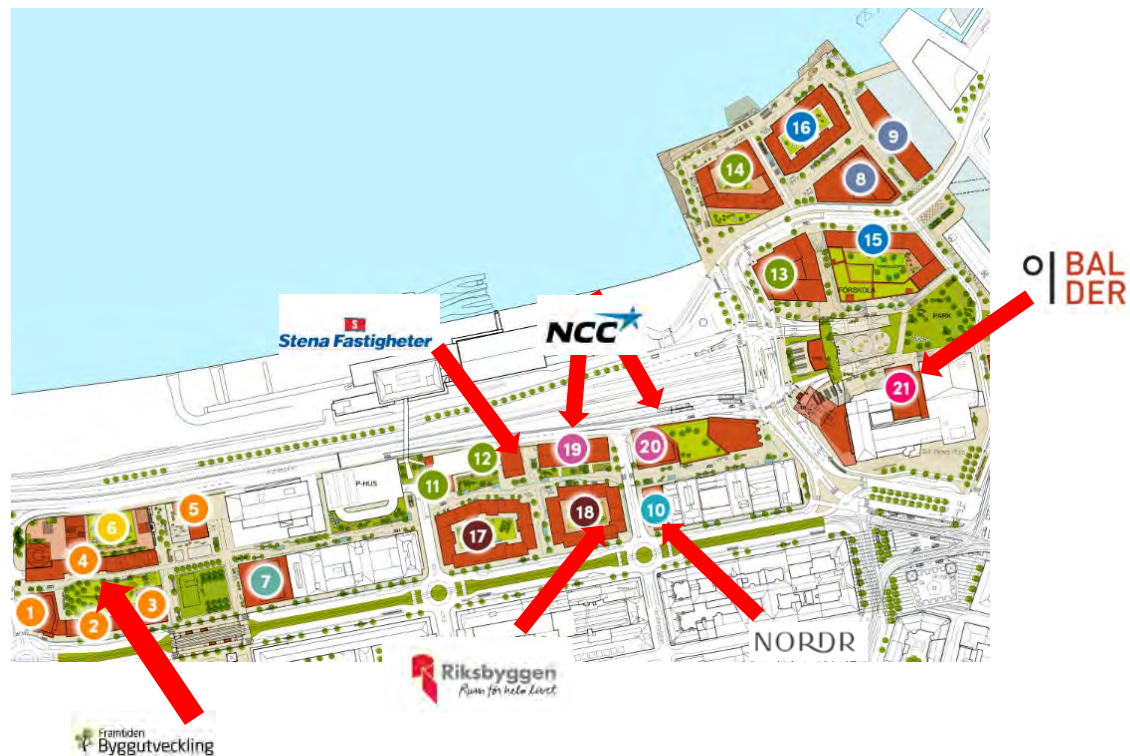 16
9
14
8
15
13
FÖRSKOLA
PARK
BAL
DER
S
Stena Fastigheter
NCC
21
20
19
12
11
P-HUS
5
6
18
10
17
4
7
3
1
2
NORDR
Riksbyggen
Rum för hela livet
Framtiden
Byggutveckling